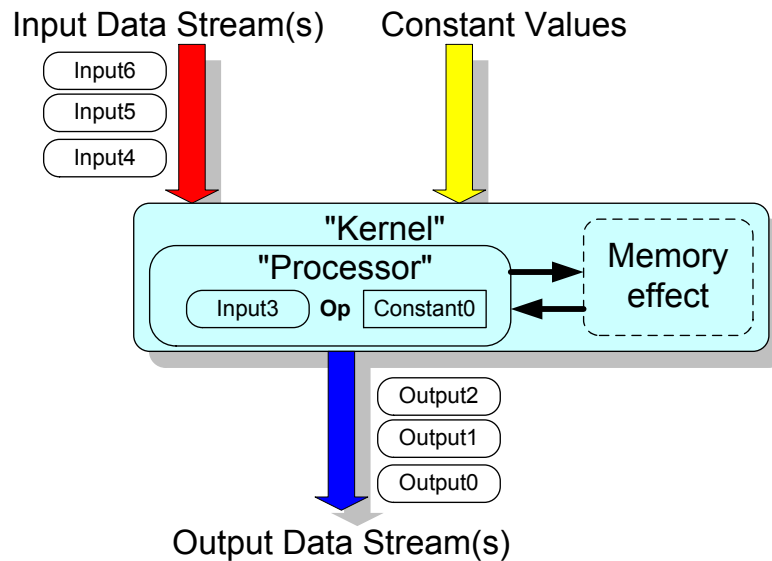 Input Data Stream(s)
Constant Values
Input6
Input5
Input4
"Kernel"
"Processor"
Input3 Op Constant0
Memory
effect
Output2
Output1
Output0
Output Data Stream(s)